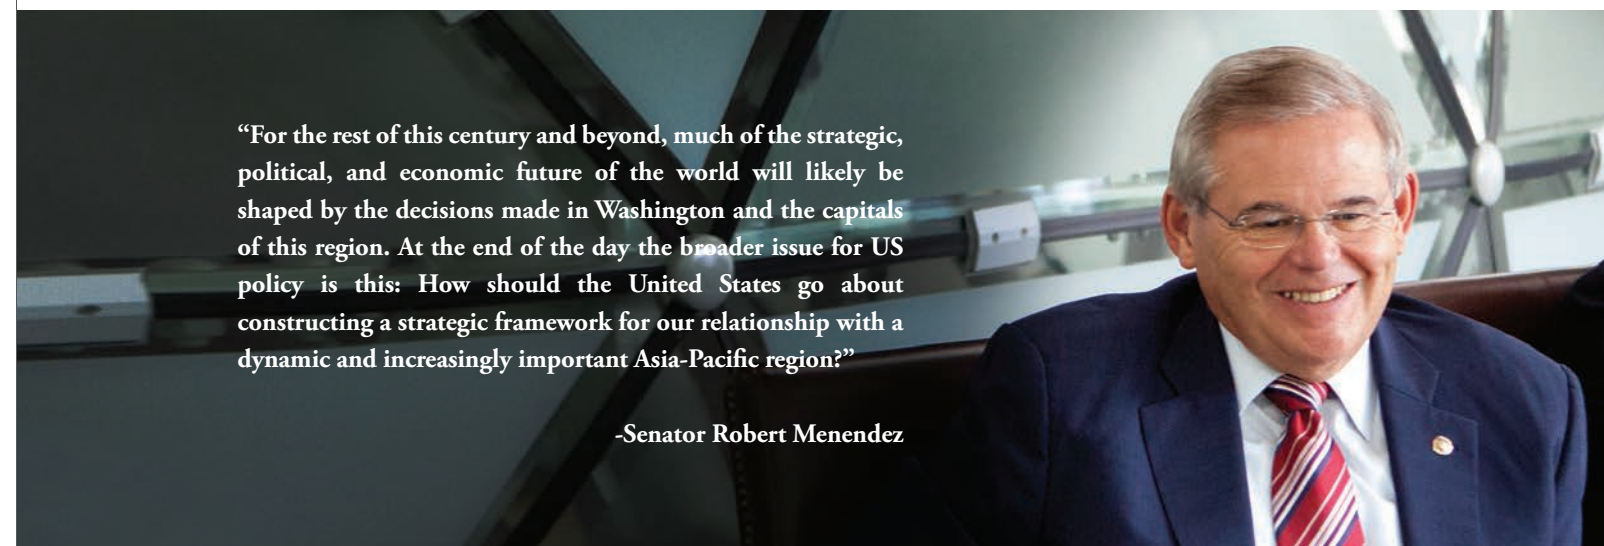 “For the rest of this century and beyond, much of the strategic,
political, and economic future of the world will likely be
shaped by the decisions made in Washington and the capitals
of this region. At the end of the day the broader issue for US
policy is this: How should the United States go about
constructing a strategic framework for our relationship with a
dynamic and increasingly important Asia-Pacific region?”
-Senator Robert Menendez